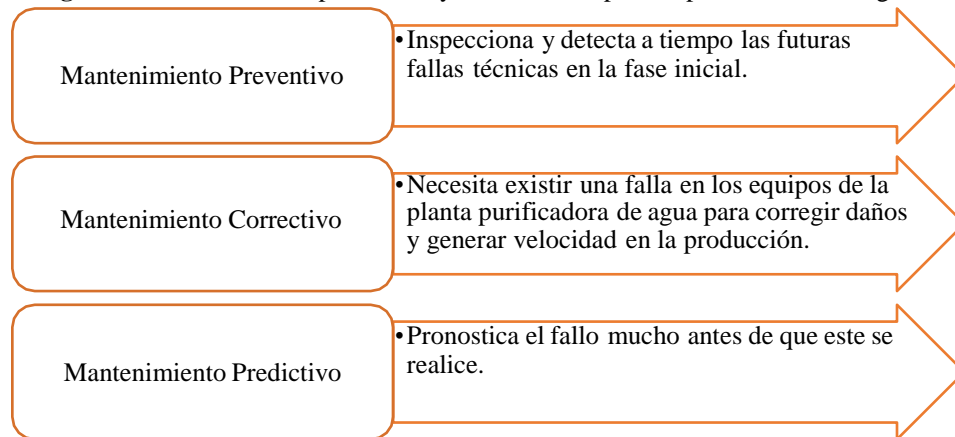 Mantenimiento Preventivo
•Inspecciona y detecta a tiempo las futuras
fallas técnicas en la fase inicial.
Mantenimiento Correctivo
•Necesita existir una falla en los equipos de la
planta purificadora de agua para corregir daños
y generar velocidad en la producción.
Mantenimiento Predictivo
•Pronostica el fallo mucho antes de que este se
realice.